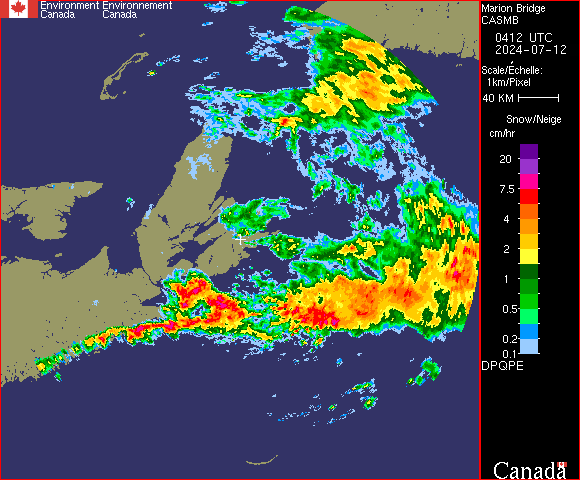 Environment Environnement
Canada Canada
Marion Bridge
CASMB
0412 UTC
2024-07-12
Scale/Echelle:
1km/Pixel
40 KM
Snow/Neige
cm/hr
20
7.5
4
2
1
0.5
0.2
0.1
DPQPE
Canada